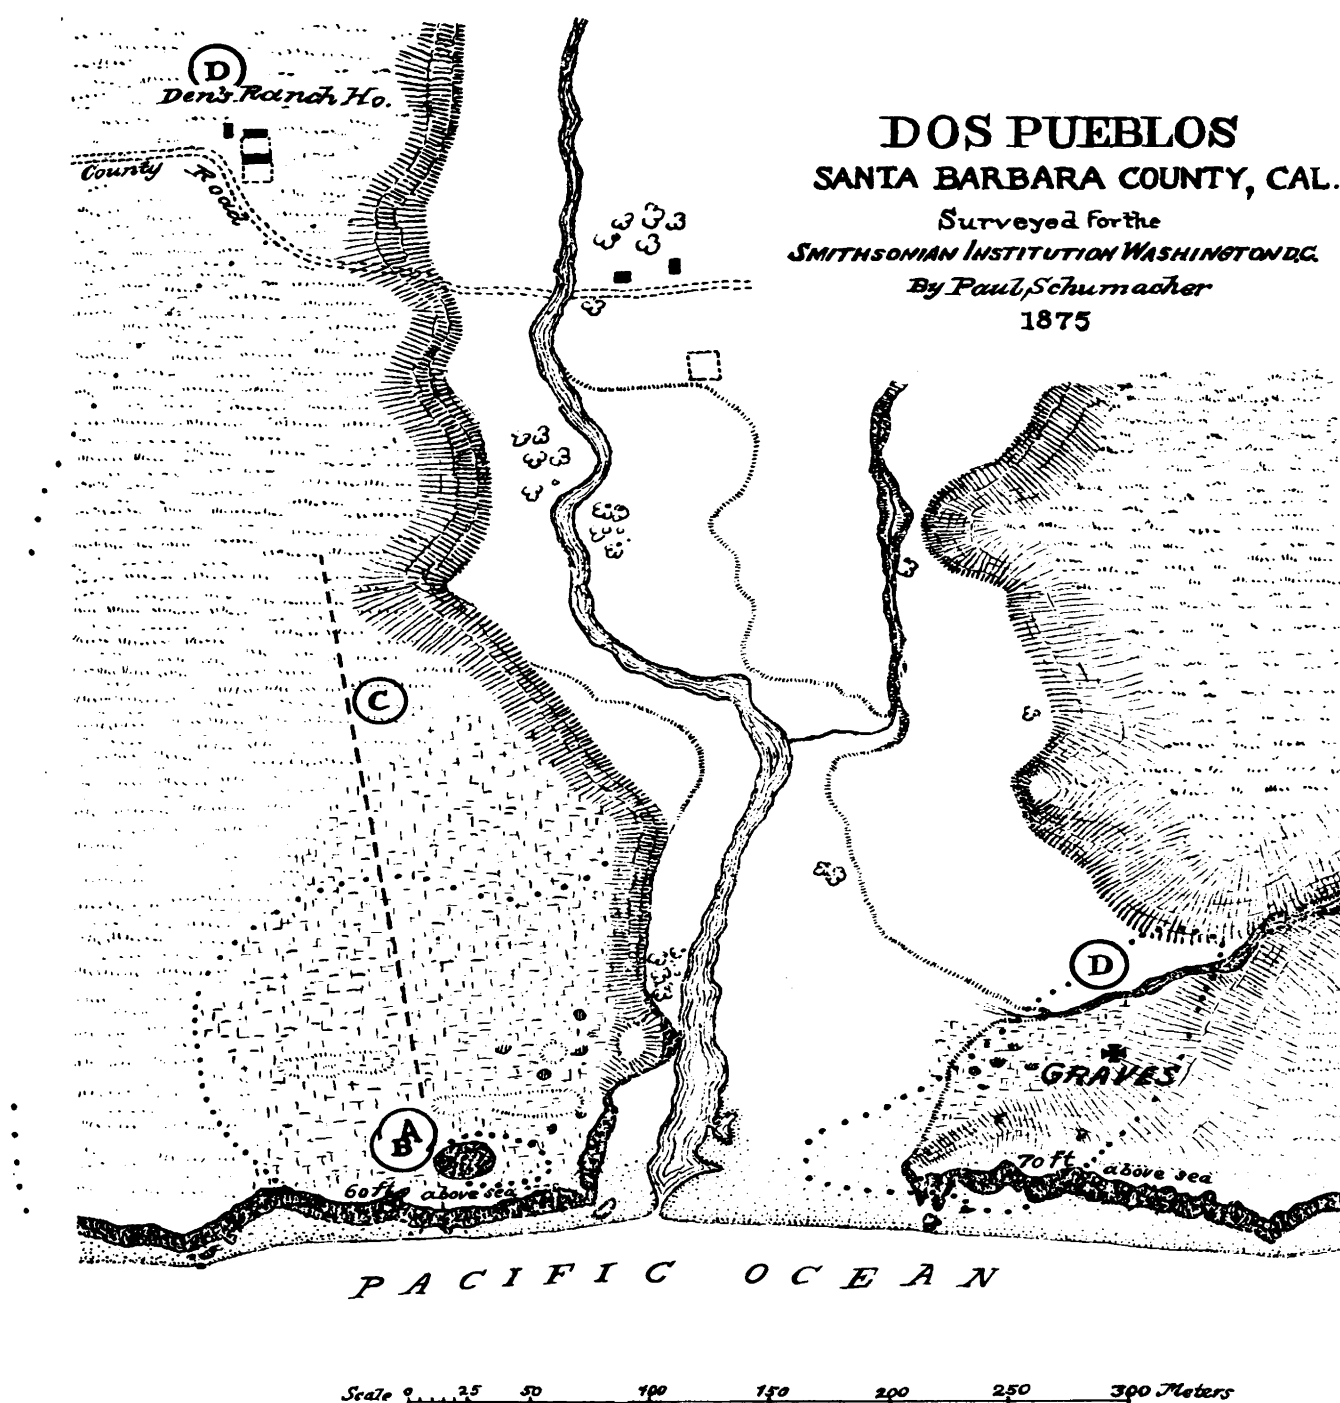 D
Den's Ranch Ho.
County Road
DOS PUEBLOS
SANTA BARBARA COUNTY, CAL.
Surveyed for the
SMITHSONIAN INSTITUTION WASHINGTON D.C.
By Paul Schumacher
1875
C
D
GRAVES
A
B
60 ft above sea
70 ft above sea
PACIFIC OCEAN
Scale 0 25 50 100 150 200 250 300 Meters